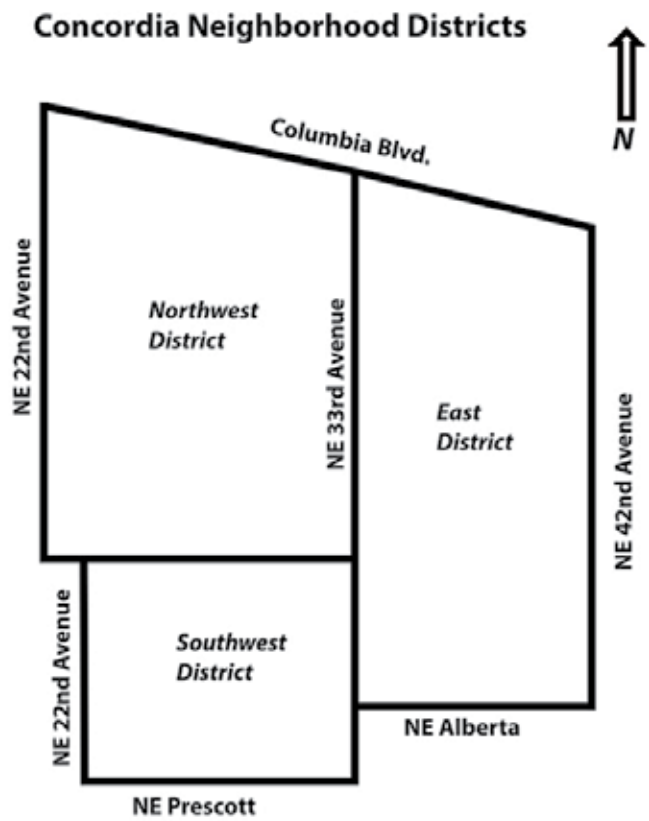 Concordia Neighborhood Districts
N
Columbia Blvd.
NE 22nd Avenue
Northwest
District
NE 33rd Avenue
East
District
NE 42nd Avenue
NE 22nd Avenue
Southwest
District
NE Alberta
NE Prescott